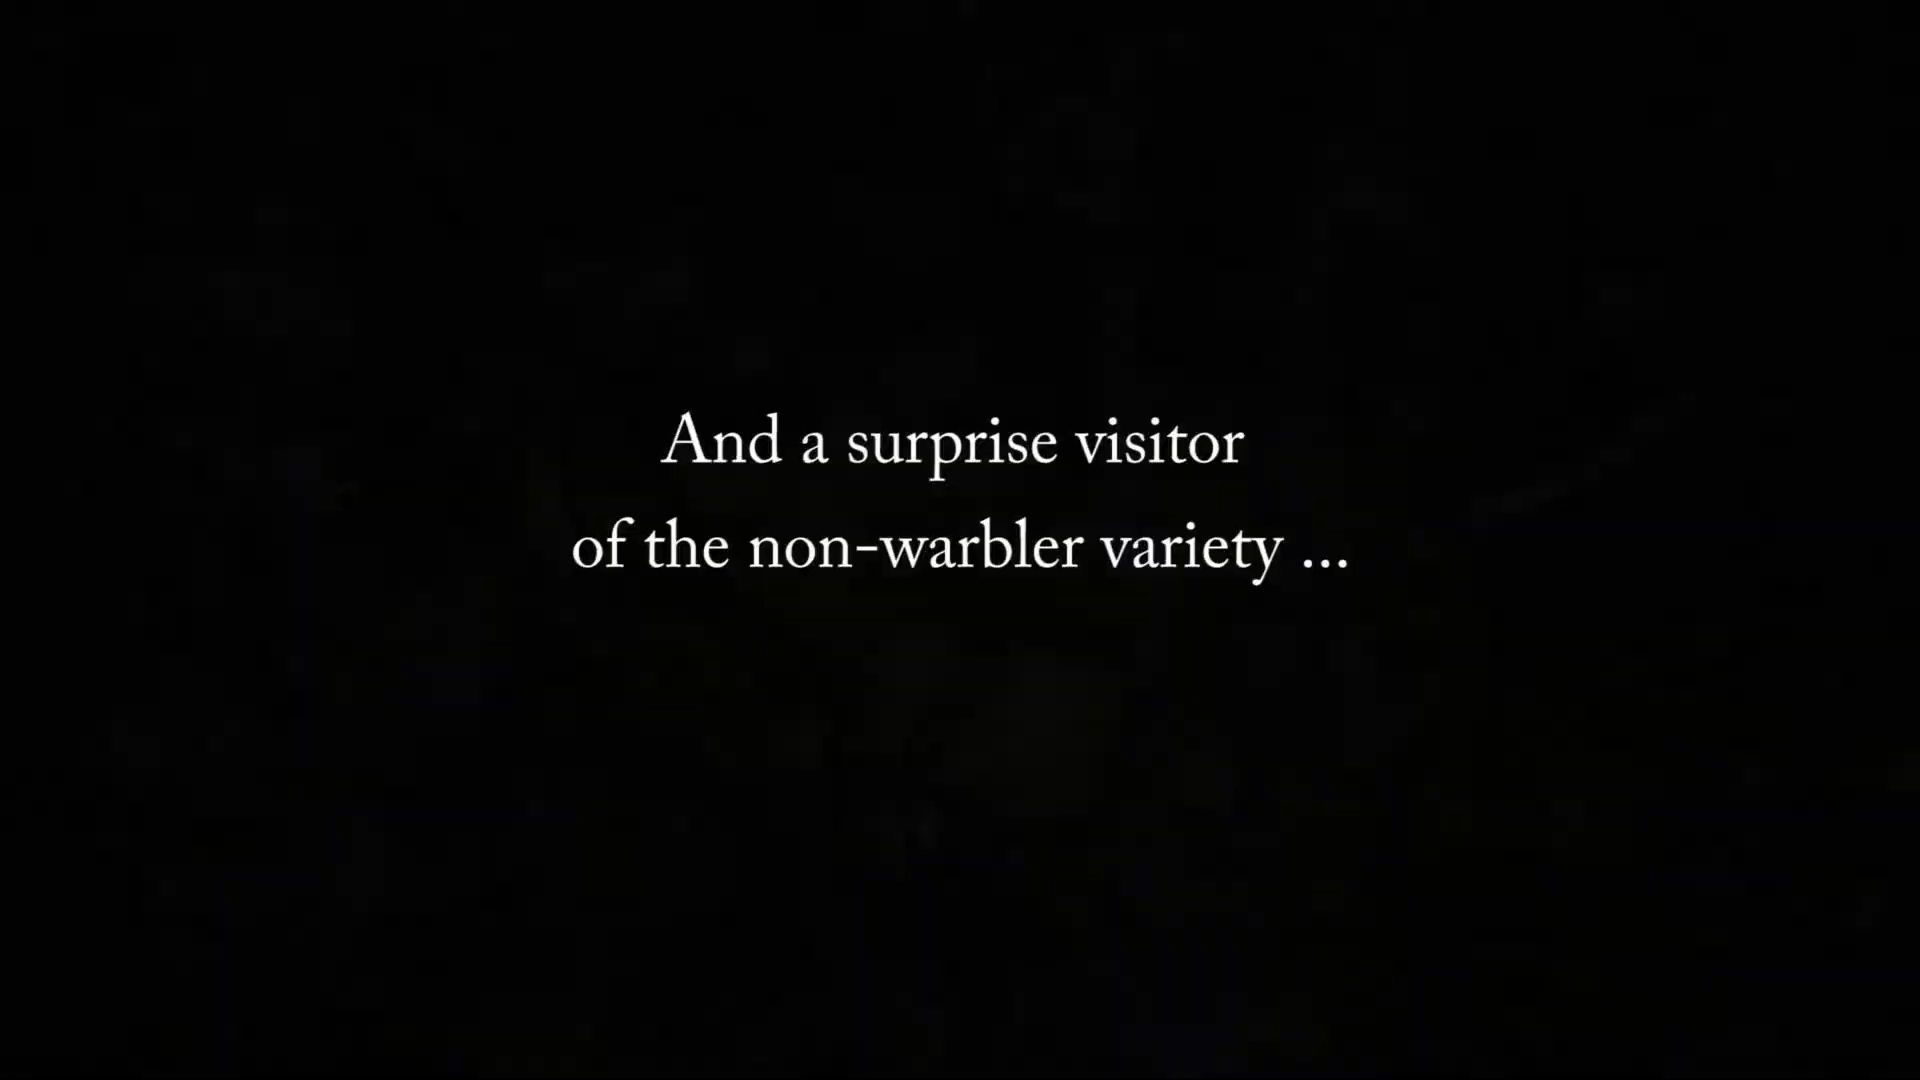 And a surprise visitor
of the non-warbler variety ...